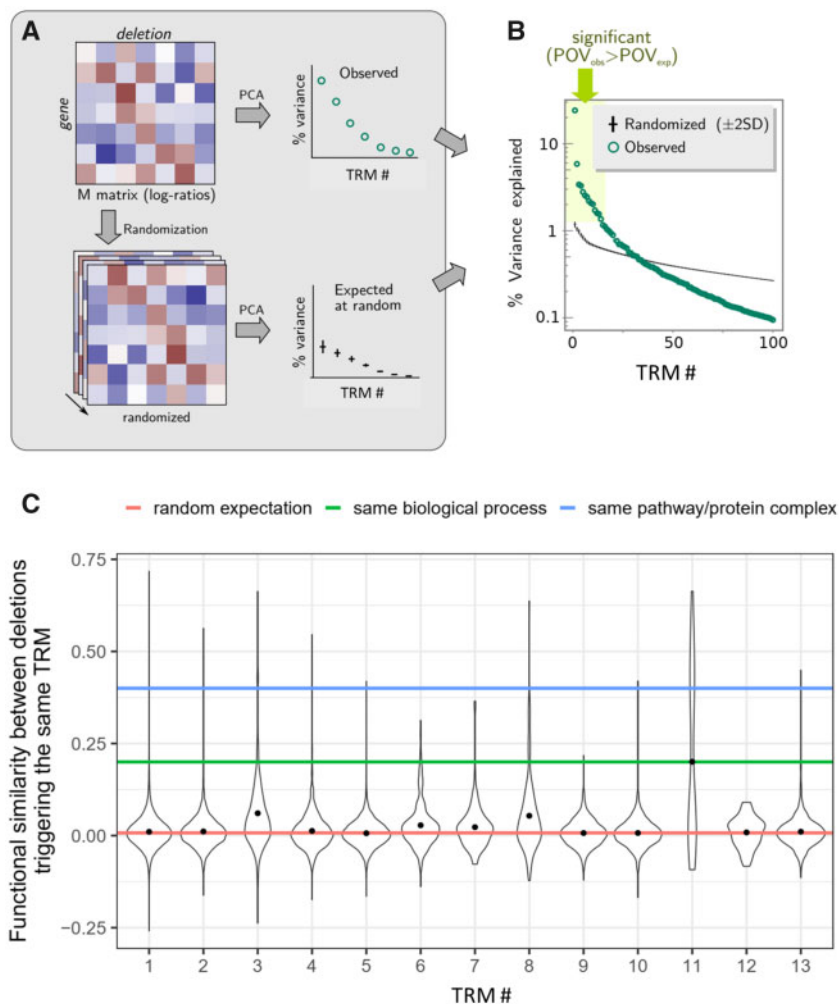 A
deletion
gene
M matrix (log-ratios)
PCA
Observed
% variance
TRM #
Randomization
PCA
Expected
at random
% variance
TRM #
randomized
B
significant
(POVobs>POVexp)
Randomized (±2SD)
Observed
% Variance explained
10
1
0.1
0
50
100
TRM #
C
random expectation
same biological process
same pathway/protein complex
Functional similarity between deletions
triggering the same TRM
0.75
0.50
0.25
0.00
−0.25
1 2 3 4 5 6 7 8 9 10 11 12 13
TRM #